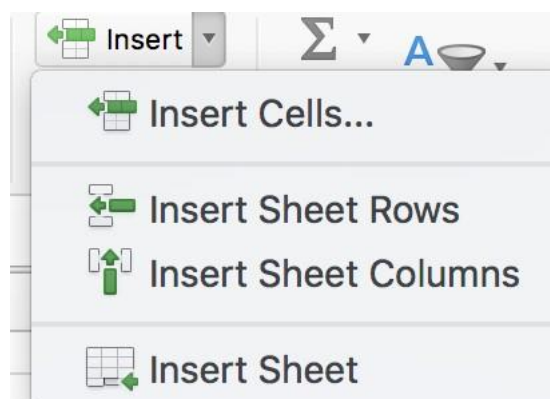 Insert
Σ A
Insert Cells...
Insert Sheet Rows
Insert Sheet Columns
Insert Sheet